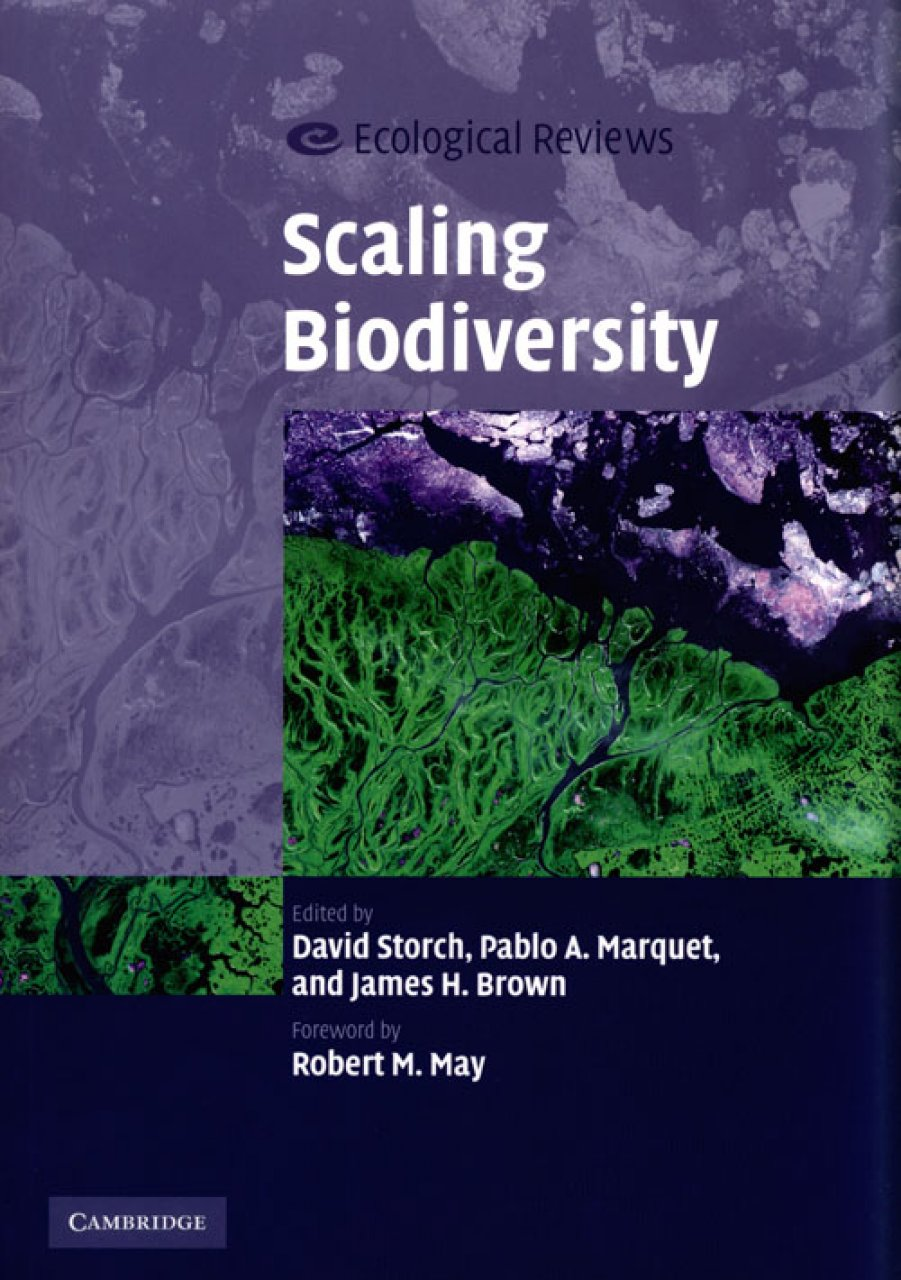 Ecological Reviews
Scaling
Biodiversity
Edited by
David Storch, Pablo A. Marquet,
and James H. Brown
Foreword by
Robert M. May
CAMBRIDGE